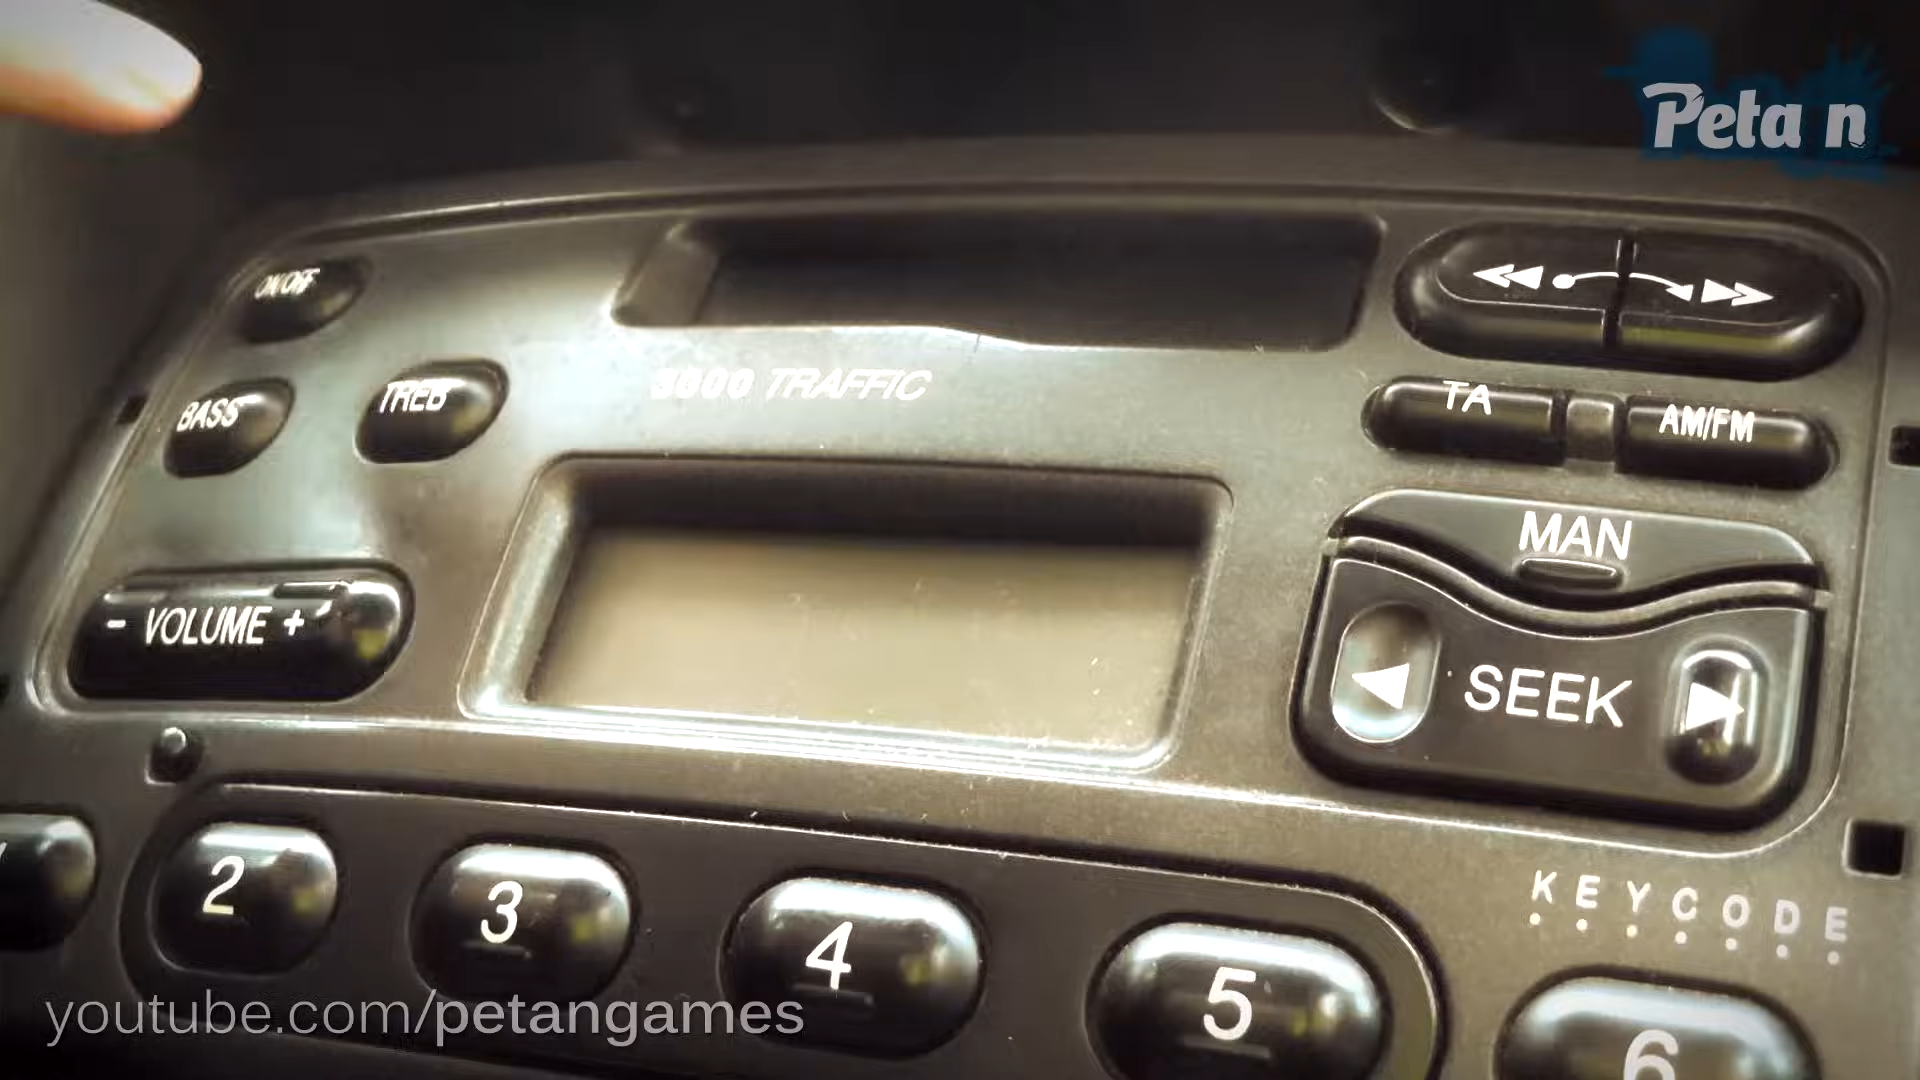 Peta n
ON/OFF
BASS
TREB
3000 TRAFFIC
TA
AM/FM
MAN
- VOLUME +
SEEK
KEYCODE
2
3
4
5
6
youtube.com/petangames